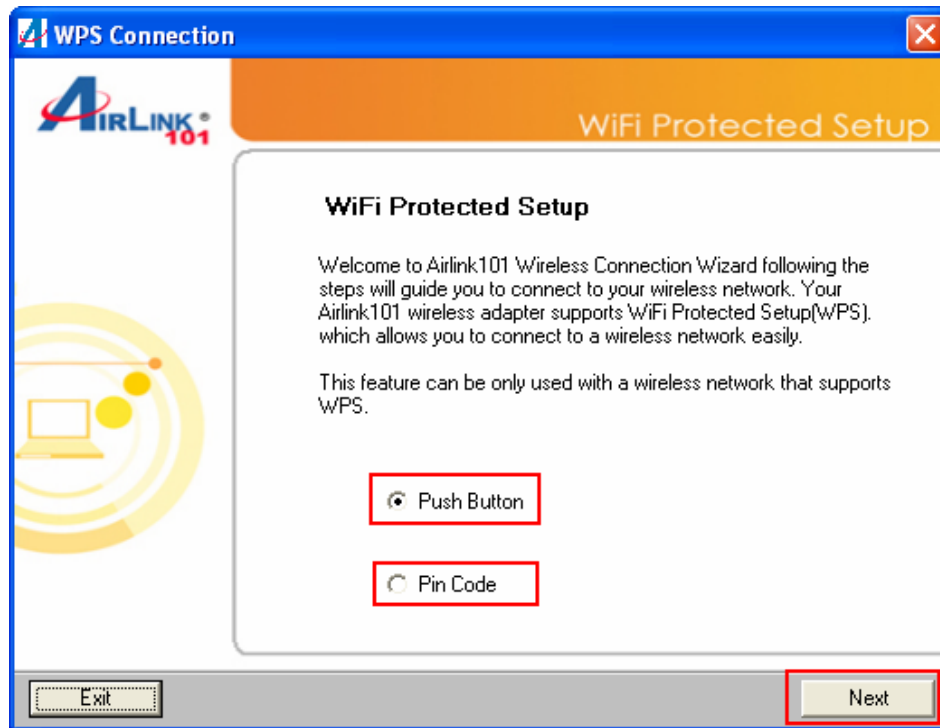 WPS Connection
AIRLINK®
101
WiFi Protected Setup
WiFi Protected Setup
Welcome to Airlink101 Wireless Connection Wizard following the
steps will guide you to connect to your wireless network. Your
Airlink101 wireless adapter supports WiFi Protected Setup(WPS).
which allows you to connect to a wireless network easily.
This feature can be only used with a wireless network that supports
WPS.
Push Button
Pin Code
Exit
Next